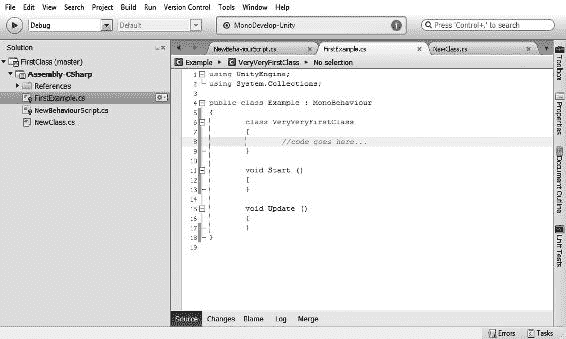 File Edit View Search Project Build Run Version Control Tools Window Help
Debug Default MonoDevelop-Unity 1 Press 'Control+,' to search
Solution
FirstClass (master)
Assembly-CSharp
References
FirstExample.cs
NewBehaviourScript.cs
NewClass.cs
NewBehaviourScript.cs FirstExample.cs NewClass.cs
Example VeryVeryFirstClass No selection
1 using UnityEngine;
2 using System.Collections;
3
4 public class Example : MonoBehaviour
5 {
6 class VeryVeryFirstClass
7 {
8 //code goes here...
9 }
10
11 void Start ()
12 {
13 }
14
15 void Update ()
16 {
17 }
18 }
19
Toolbox
Properties
Document Outline
Unit Tests
Source Changes Blame Log Merge
Errors Tasks